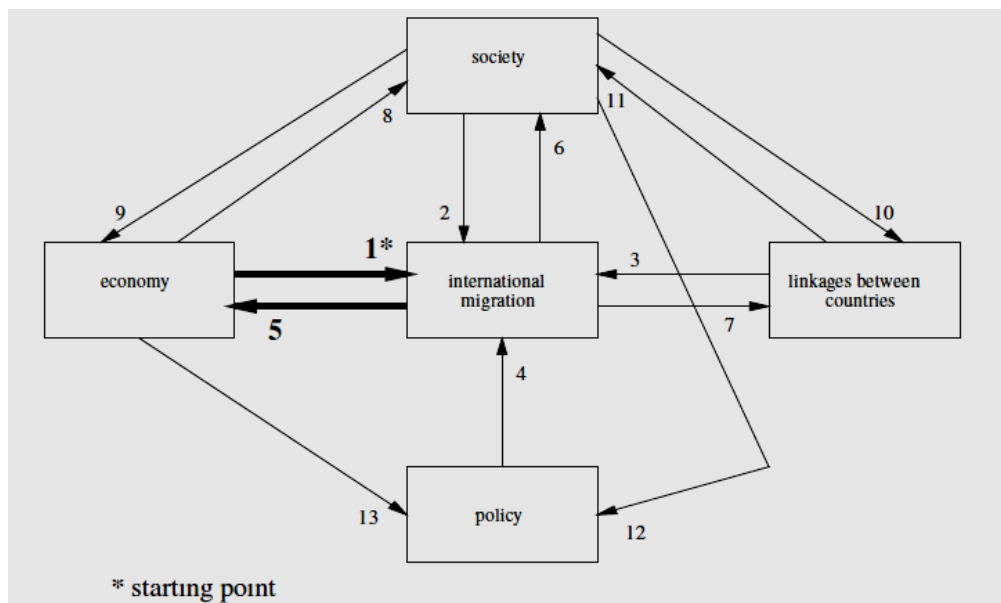 society
8
11
6
9
2
10
1*
economy
international
migration
3
linkages between
countries
5
7
4
policy
13
12
* starting point